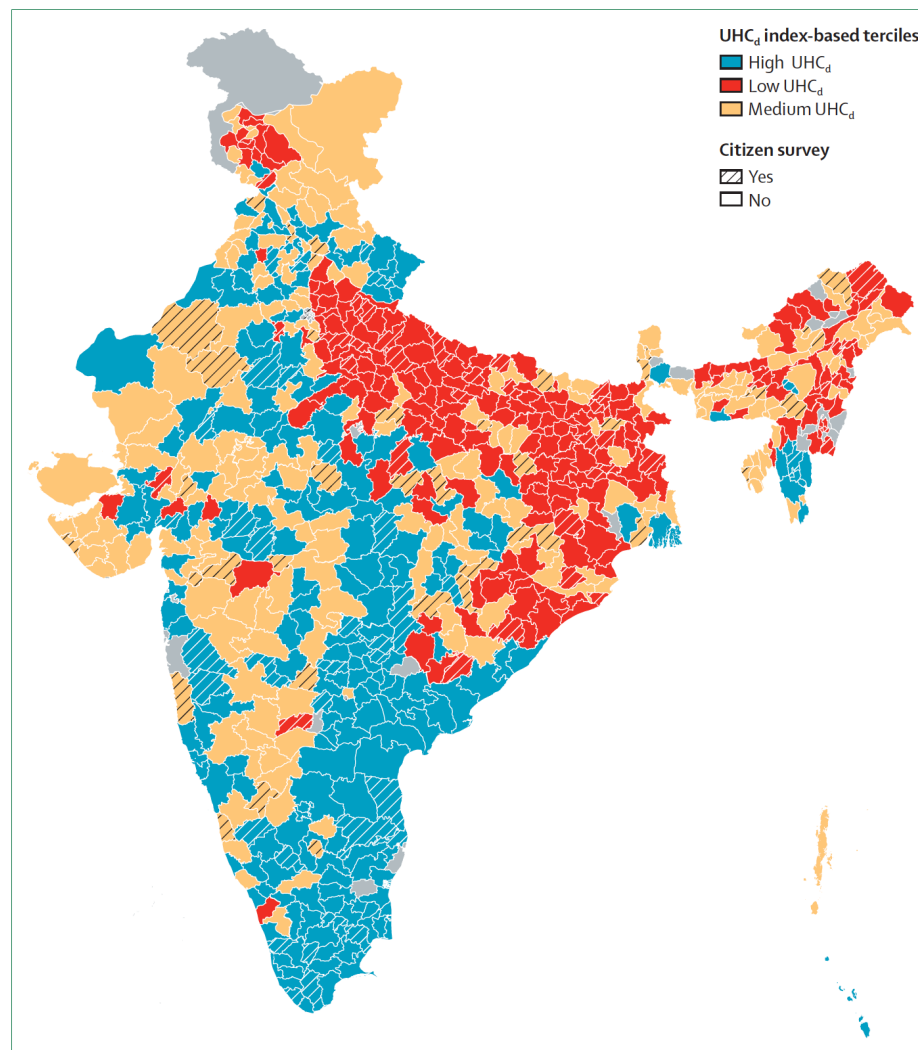 UHCd index-based terciles
High UHCd
Low UHCd
Medium UHCd
Citizen survey
Yes
No